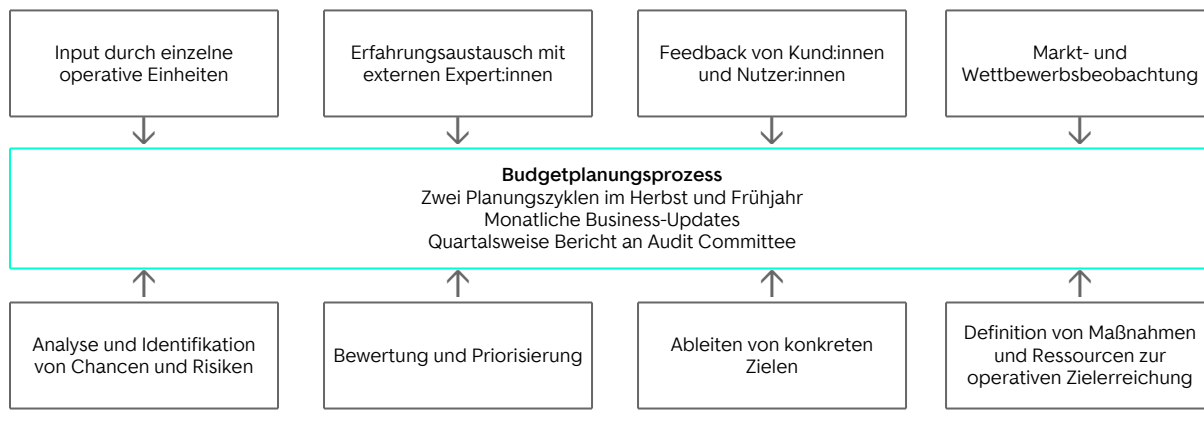 Input durch einzelne
operative Einheiten
Erfahrungsaustausch mit
externen Expert:innen
Feedback von Kund:innen
und Nutzer:innen
Markt- und
Wettbewerbsbeobachtung
Budgetplanungsprozess
Zwei Planungszyklen im Herbst und Frühjahr
Monatliche Business-Updates
Quartalsweise Bericht an Audit Committee
Analyse und Identifikation
von Chancen und Risiken
Bewertung und Priorisierung
Ableiten von konkreten
Zielen
Definition von Maßnahmen
und Ressourcen zur
operativen Zielerreichung